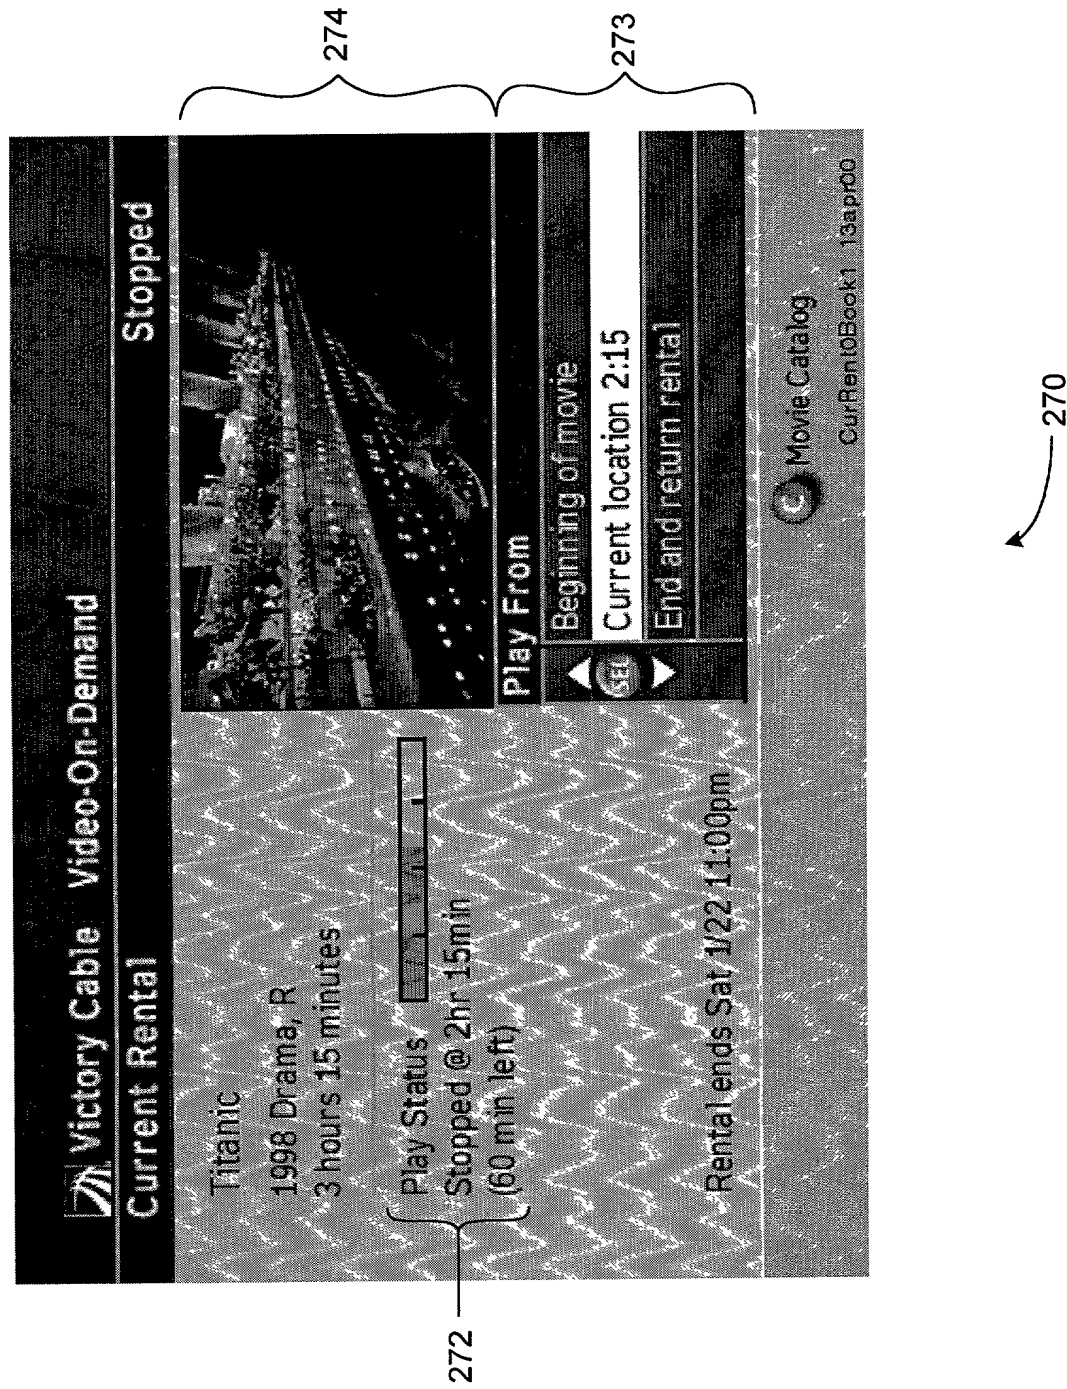 Victory Cable Video-On-Demand
Current Rental Stopped
Titanic
1998 Drama, R
3 hours 15 minutes
Play Status
Stopped @ 2hr 15min
(60 min left)
Rental ends Sat, 1/22 11:00pm
Play From
Beginning of movie
Current location 2:15
SEL
End and return rental
C Movie Catalog
CurRent0Book1 13apr00
274
273
272
270